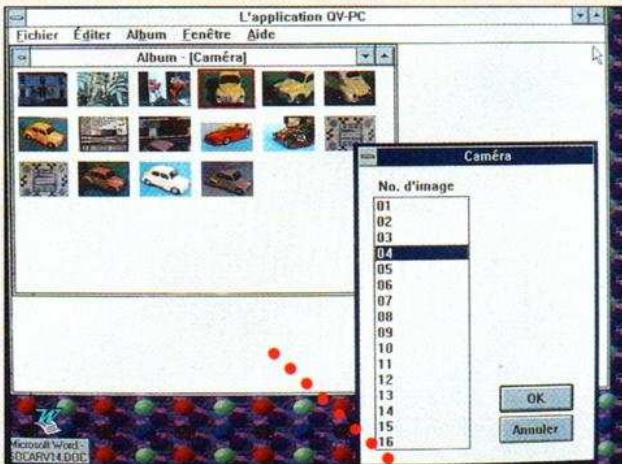 L'application QV-PC
Fichier Éditer Album Fenêtre Aide
Album - [Caméra]
Caméra
No. d'image
01
02
03
04
05
06
07
08
09
10
11
12
13
14
15
16
OK
Annuler
Microsoft Word -